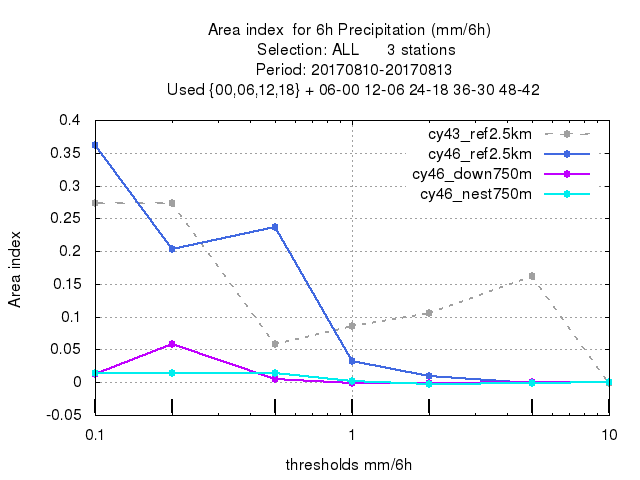 Area index for 6h Precipitation (mm/6h)
Selection: ALL 3 stations
Period: 20170810-20170813
Used {00,06,12,18} + 06-00 12-06 24-18 36-30 48-42
cy43_ref2.5km
cy46_ref2.5km
cy46_down750m
cy46_nest750m
0.4
0.35
0.3
0.25
0.2
0.15
0.1
0.05
0
-0.05
Area index
0.1 1 10
thresholds mm/6h